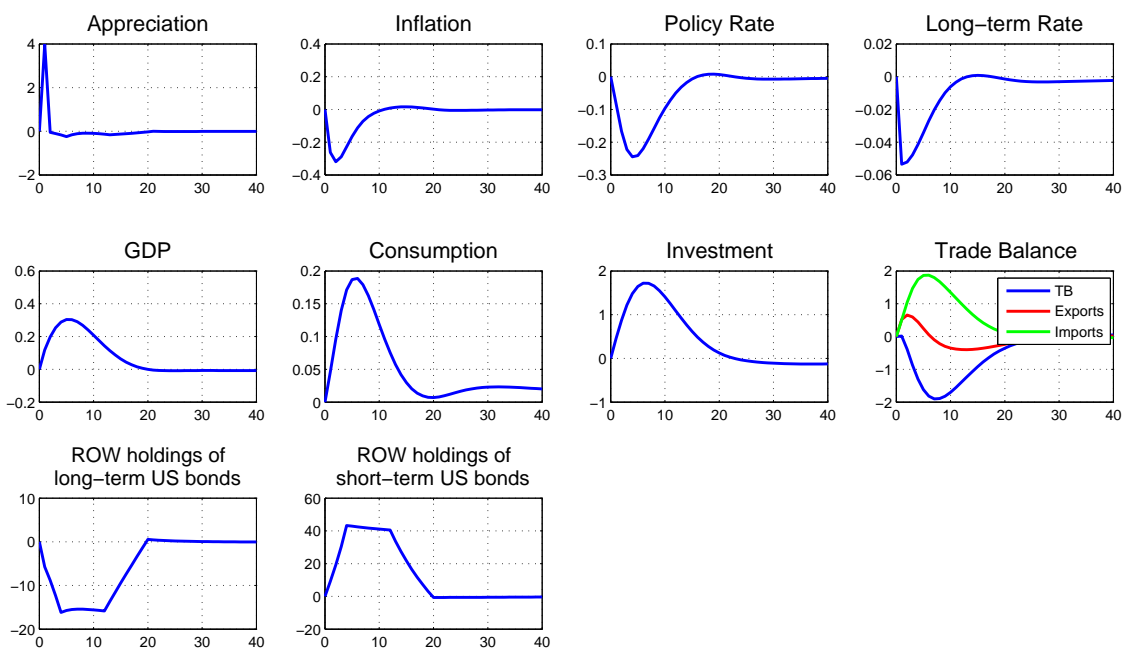 Appreciation
4
2
0
−2
0 10 20 30 40
Inflation
0.4
0.2
0
−0.2
−0.4
0 10 20 30 40
Policy Rate
0.1
0
−0.1
−0.2
−0.3
0 10 20 30 40
Long−term Rate
0.02
0
−0.02
−0.04
−0.06
0 10 20 30 40
GDP
0.6
0.4
0.2
0
−0.2
0 10 20 30 40
Consumption
0.2
0.15
0.1
0.05
0
0 10 20 30 40
Investment
2
1
0
−1
0 10 20 30 40
Trade Balance
2
1
0
−1
−2
0 10 20 30 40
TB
Exports
Imports
ROW holdings of
long−term US bonds
10
0
−10
−20
0 10 20 30 40
ROW holdings of
short−term US bonds
60
40
20
0
−20
0 10 20 30 40